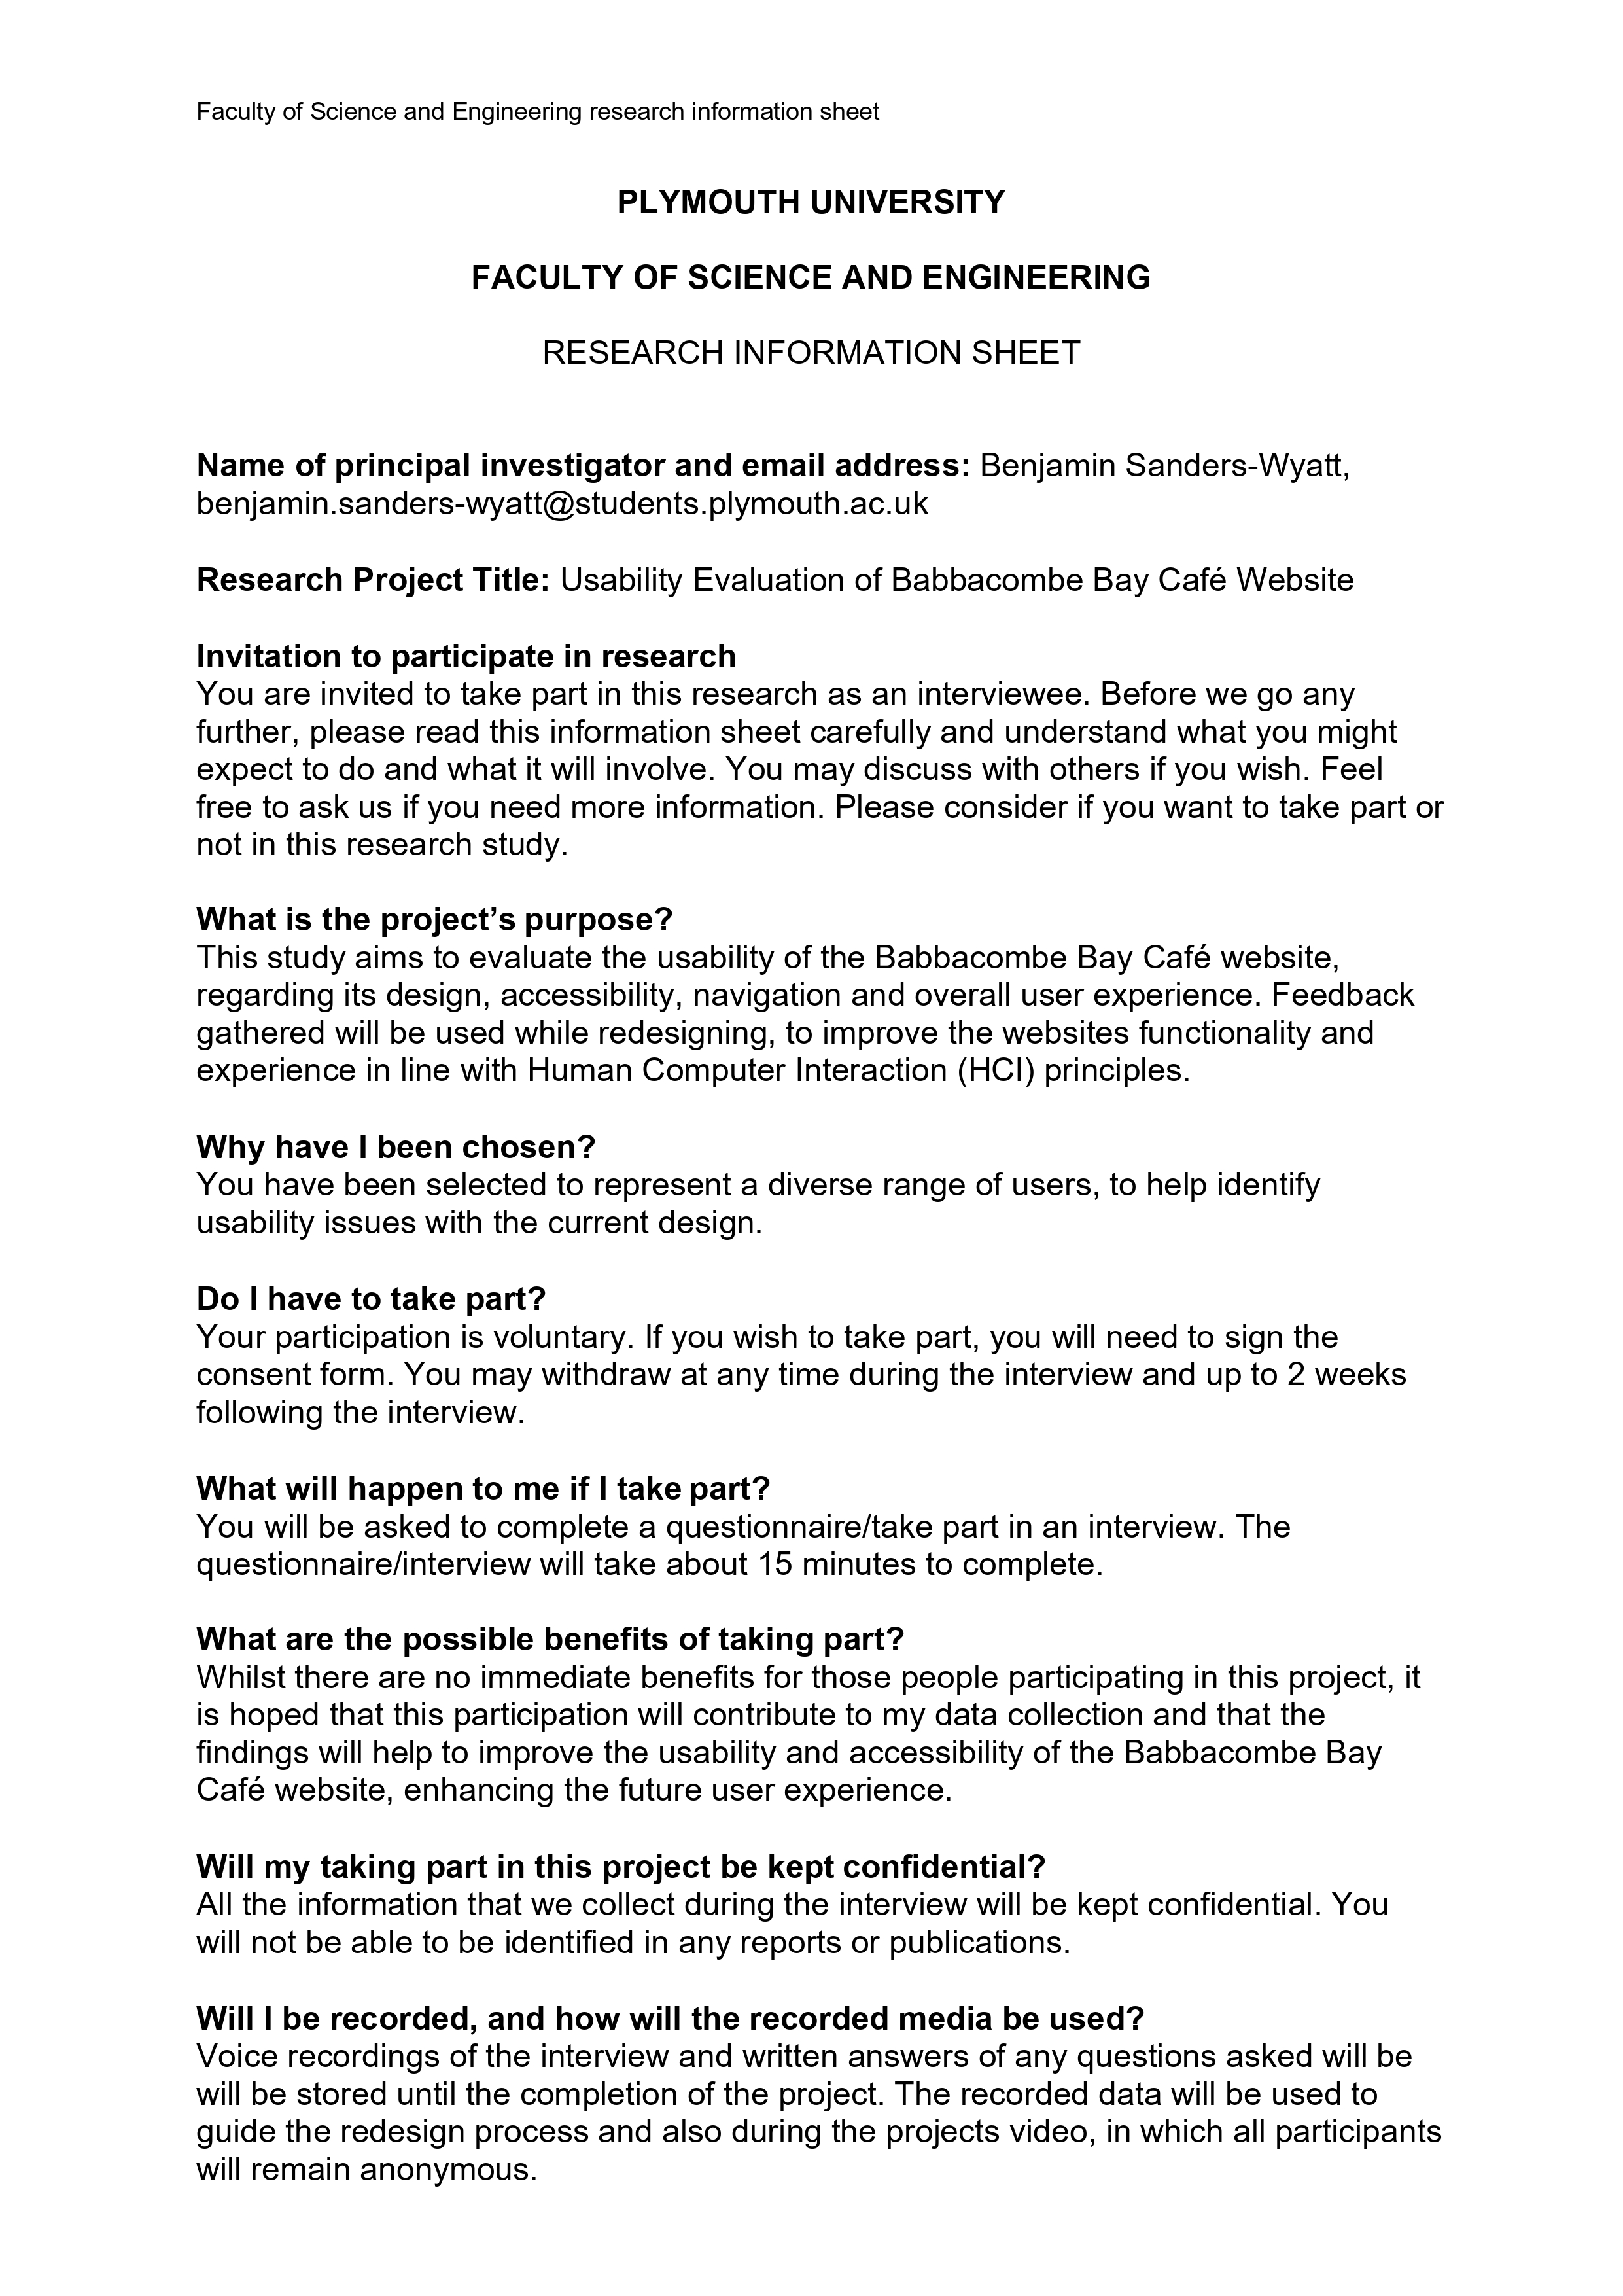 Faculty of Science and Engineering research information sheet
PLYMOUTH UNIVERSITY
FACULTY OF SCIENCE AND ENGINEERING
RESEARCH INFORMATION SHEET
Name of principal investigator and email address: Benjamin Sanders-Wyatt,
benjamin.sanders-wyatt@students.plymouth.ac.uk
Research Project Title: Usability Evaluation of Babbacombe Bay Café Website
Invitation to participate in research
You are invited to take part in this research as an interviewee. Before we go any
further, please read this information sheet carefully and understand what you might
expect to do and what it will involve. You may discuss with others if you wish. Feel
free to ask us if you need more information. Please consider if you want to take part or
not in this research study.
What is the project’s purpose?
This study aims to evaluate the usability of the Babbacombe Bay Café website,
regarding its design, accessibility, navigation and overall user experience. Feedback
gathered will be used while redesigning, to improve the websites functionality and
experience in line with Human Computer Interaction (HCI) principles.
Why have I been chosen?
You have been selected to represent a diverse range of users, to help identify
usability issues with the current design.
Do I have to take part?
Your participation is voluntary. If you wish to take part, you will need to sign the
consent form. You may withdraw at any time during the interview and up to 2 weeks
following the interview.
What will happen to me if I take part?
You will be asked to complete a questionnaire/take part in an interview. The
questionnaire/interview will take about 15 minutes to complete.
What are the possible benefits of taking part?
Whilst there are no immediate benefits for those people participating in this project, it
is hoped that this participation will contribute to my data collection and that the
findings will help to improve the usability and accessibility of the Babbacombe Bay
Café website, enhancing the future user experience.
Will my taking part in this project be kept confidential?
All the information that we collect during the interview will be kept confidential. You
will not be able to be identified in any reports or publications.
Will I be recorded, and how will the recorded media be used?
Voice recordings of the interview and written answers of any questions asked will be
will be stored until the completion of the project. The recorded data will be used to
guide the redesign process and also during the projects video, in which all participants
will remain anonymous.